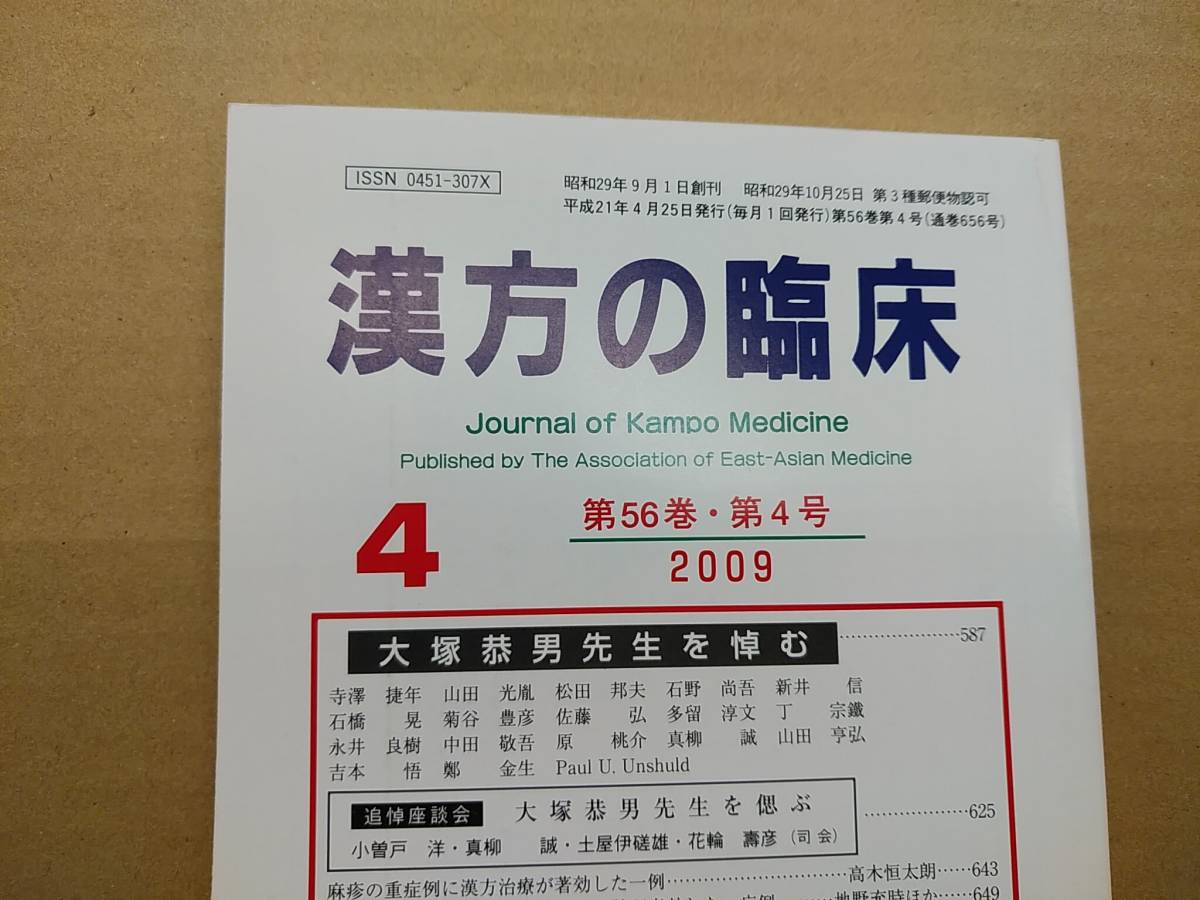 ISSN 0451-307X
昭和29年9月1日創刊 昭和29年10月25日 第3種郵便物認可
平成21年4月25日発行(毎月1回発行)第56巻第4号(通巻656号)
漢方の臨床
Journal of Kampo Medicine
Published by The Association of East-Asian Medicine
4
第56巻・第4号
2009
大塚恭男先生を悼む……………………587
寺澤 捷年 山田 光胤 松田 邦夫 石野 尚吾 新井 信
石橋 晃 菊谷 豊彦 佐藤 弘 多留 淳文 丁 宗鐵
永井 良樹 中田 敬吾 原 桃介 真柳 誠 山田 亨弘
吉本 悟 鄭 金生 Paul U. Unshuld
追悼座談会 大塚恭男先生を偲ぶ…………………625
小曽戸 洋・真柳 誠・土屋伊磋雄・花輪 壽彦(司会)
麻疹の重症例に漢方治療が著効した一例…………………………高木恒太朗……643
地野充時ほか……649